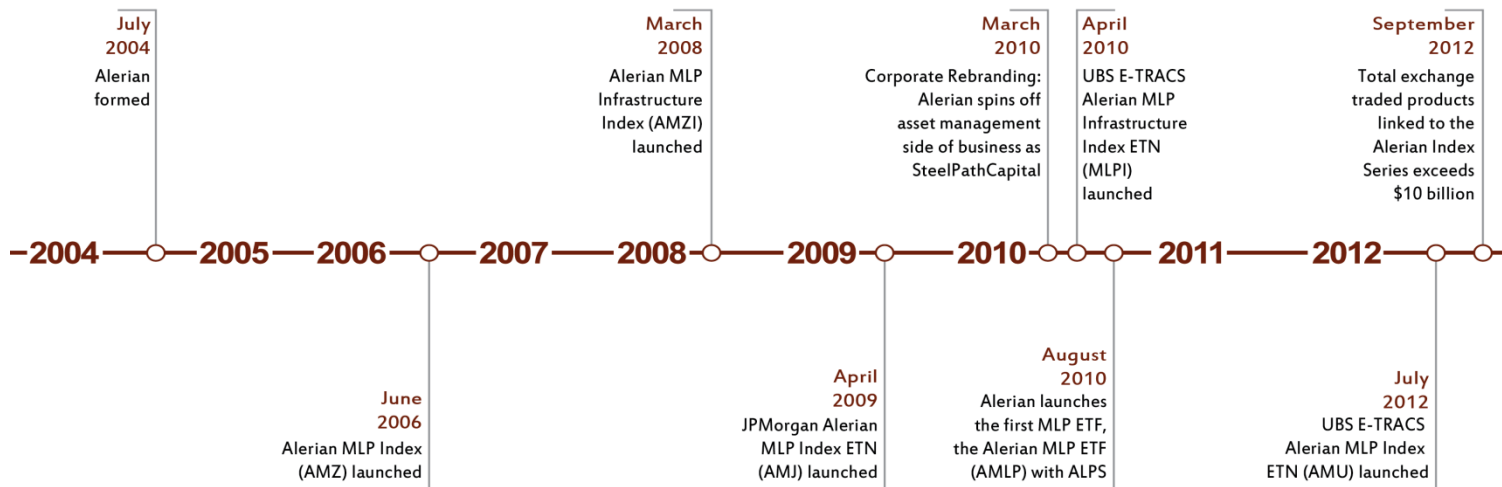 July
2004
Alerian
formed
March
2008
Alerian MLP
Infrastructure
Index (AMZI)
launched
March
2010
Corporate Rebranding:
Alerian spins off
asset management
side of business as
SteelPathCapital
April
2010
UBS E-TRACS
Alerian MLP
Infrastructure
Index ETN
(MLPI)
launched
September
2012
Total exchange
traded products
linked to the
Alerian Index
Series exceeds
$10 billion
2004 2005 2006 2007 2008 2009 2010 2011 2012
June
2006
Alerian MLP Index
(AMZ) launched
April
2009
JPMorgan Alerian
MLP Index ETN
(AMJ) launched
August
2010
Alerian launches
the first MLP ETF,
the Alerian MLP ETF
(AMLP) with ALPS
July
2012
UBS E-TRACS
Alerian MLP Index
ETN (AMU) launched